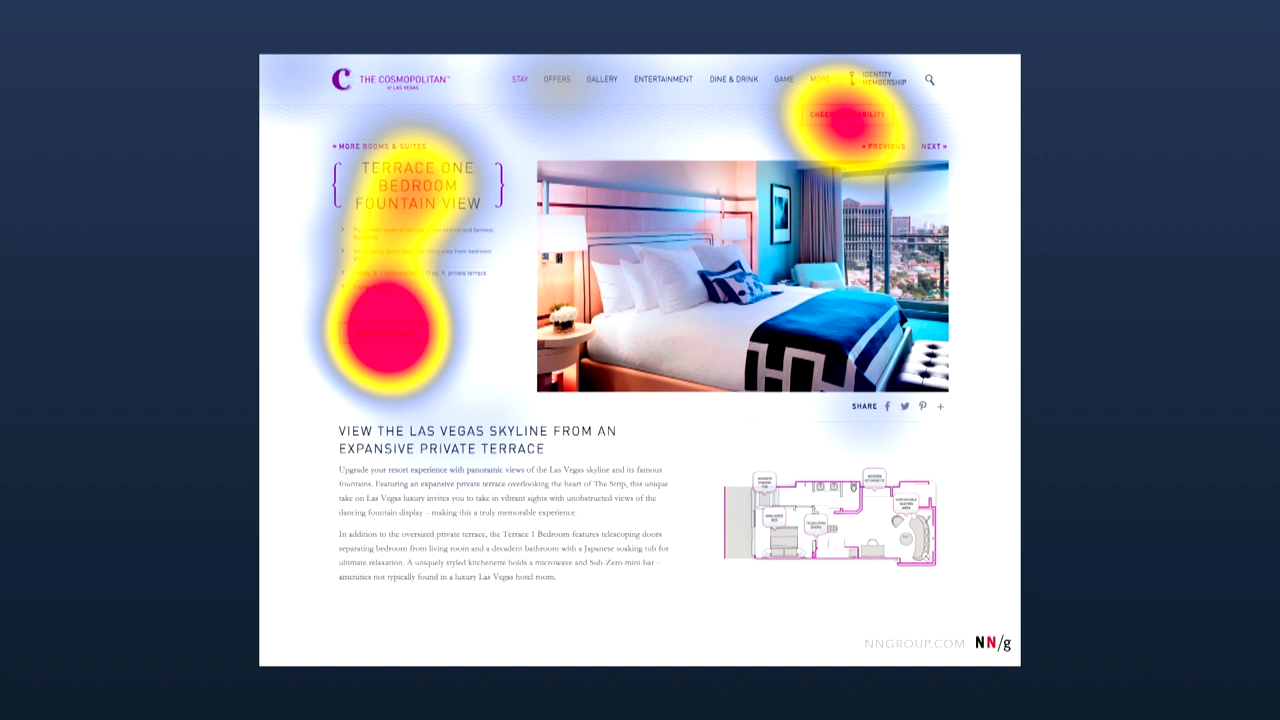 THE COSMOPOLITAN™
of LAS VEGAS
STAY OFFERS GALLERY ENTERTAINMENT DINE & DRINK GAME MORE IDENTITY MEMBERSHIP
« MORE ROOMS & SUITES
« PREVIOUS NEXT »
TERRACE ONE
BEDROOM
FOUNTAIN VIEW
SHARE
VIEW THE LAS VEGAS SKYLINE FROM AN
EXPANSIVE PRIVATE TERRACE
Upgrade your resort experience with panoramic views of the Las Vegas skyline and its famous
fountains. Featuring an expansive private terrace overlooking the heart of The Strip, this unique
take on Las Vegas luxury invites you to take in vibrant sights with unobstructed views of the
dancing fountain display – making this a truly memorable experience.
In addition to the oversized private terrace, the Terrace 1 Bedroom features telescoping doors
separating bedroom from living room and a decadent bathroom with a Japanese soaking tub for
ultimate relaxation. A uniquely styled kitchenette holds a microwave and Sub-Zero mini-bar –
amenities not typically found in a luxury Las Vegas hotel room.
NNGROUP.COM NN/g